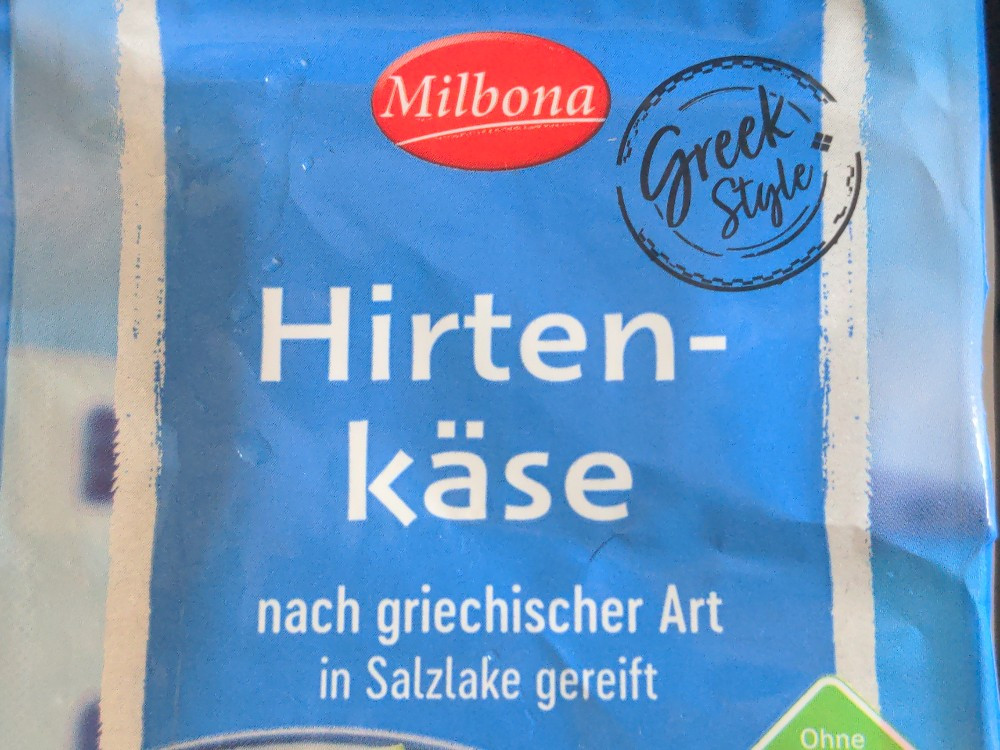 Milbona
Greek
Style
Hirten-
käse
nach griechischer Art
in Salzlake gereift
Ohne